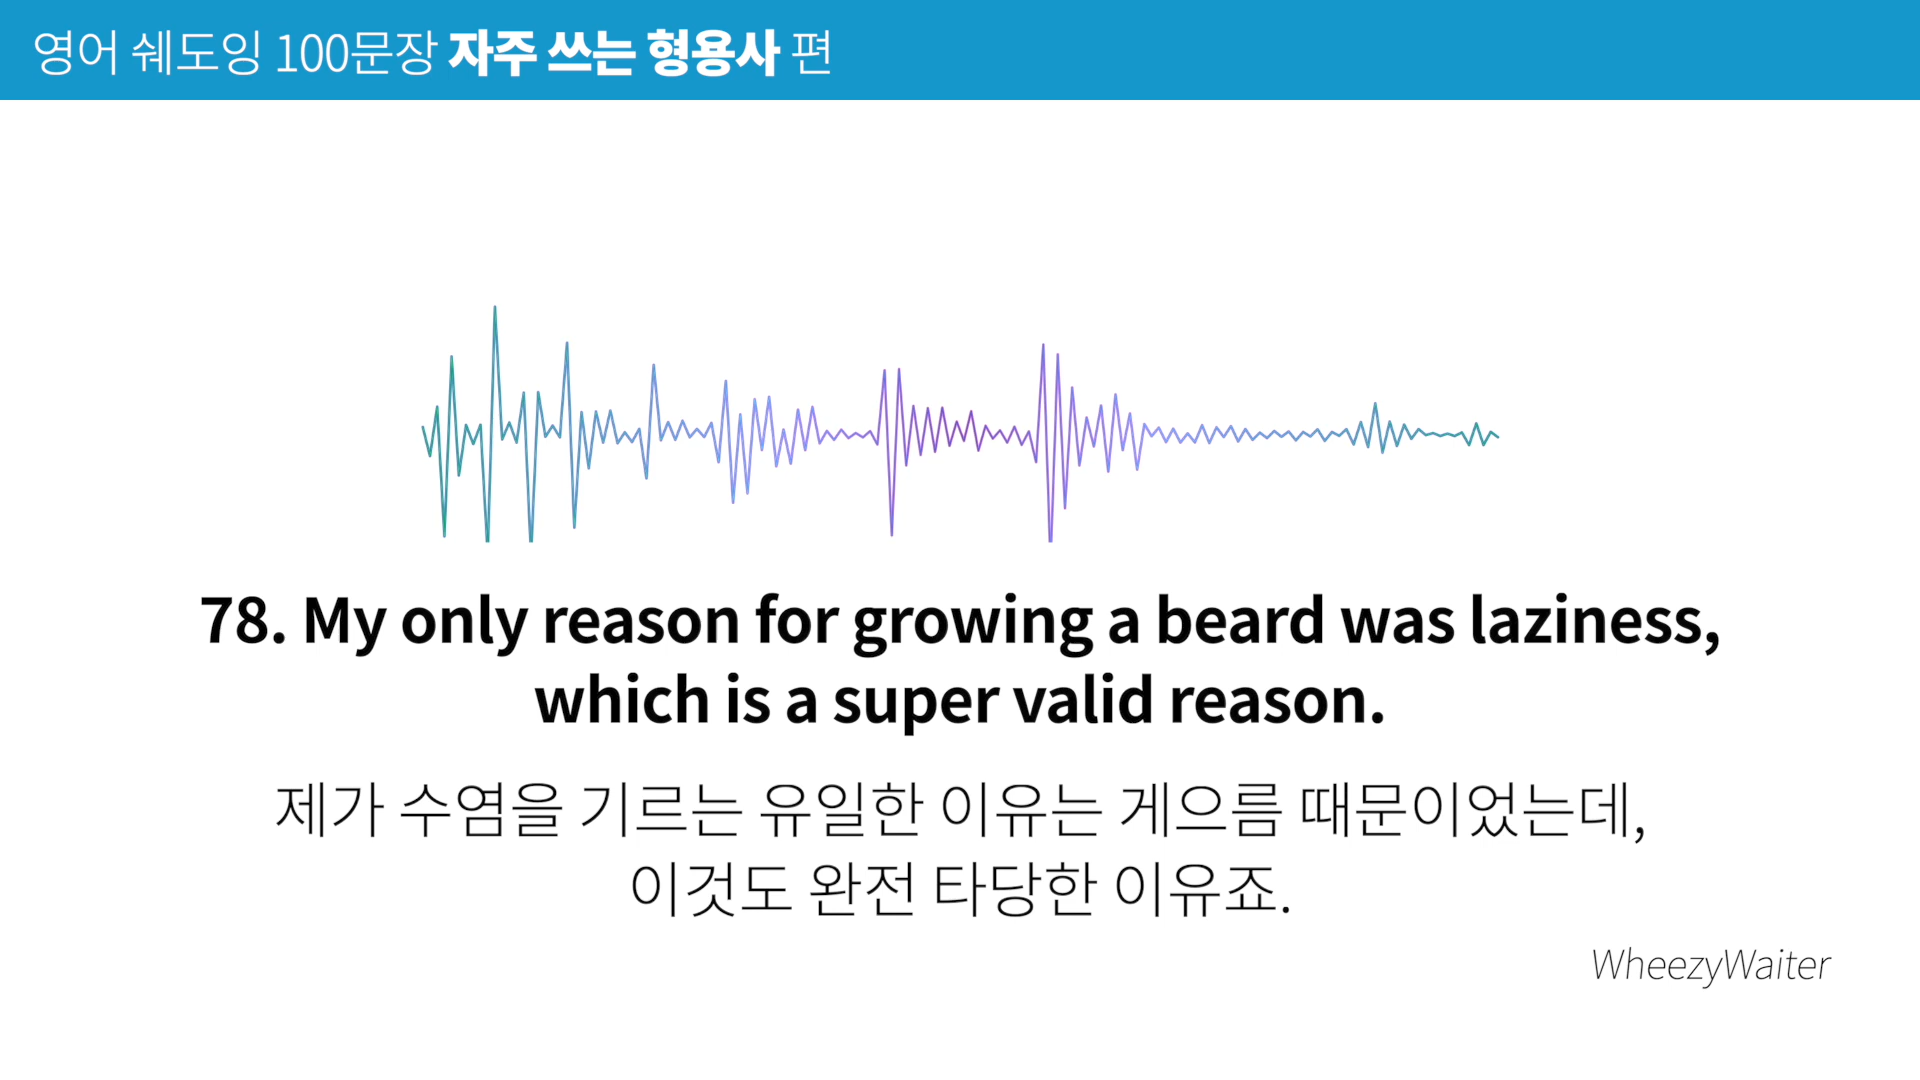 영어 쉐도잉 100문장 자주 쓰는 형용사 편
78. My only reason for growing a beard was laziness,
which is a super valid reason.
제가 수염을 기르는 유일한 이유는 게으름 때문이었는데,
이것도 완전 타당한 이유죠.
WheezyWaiter